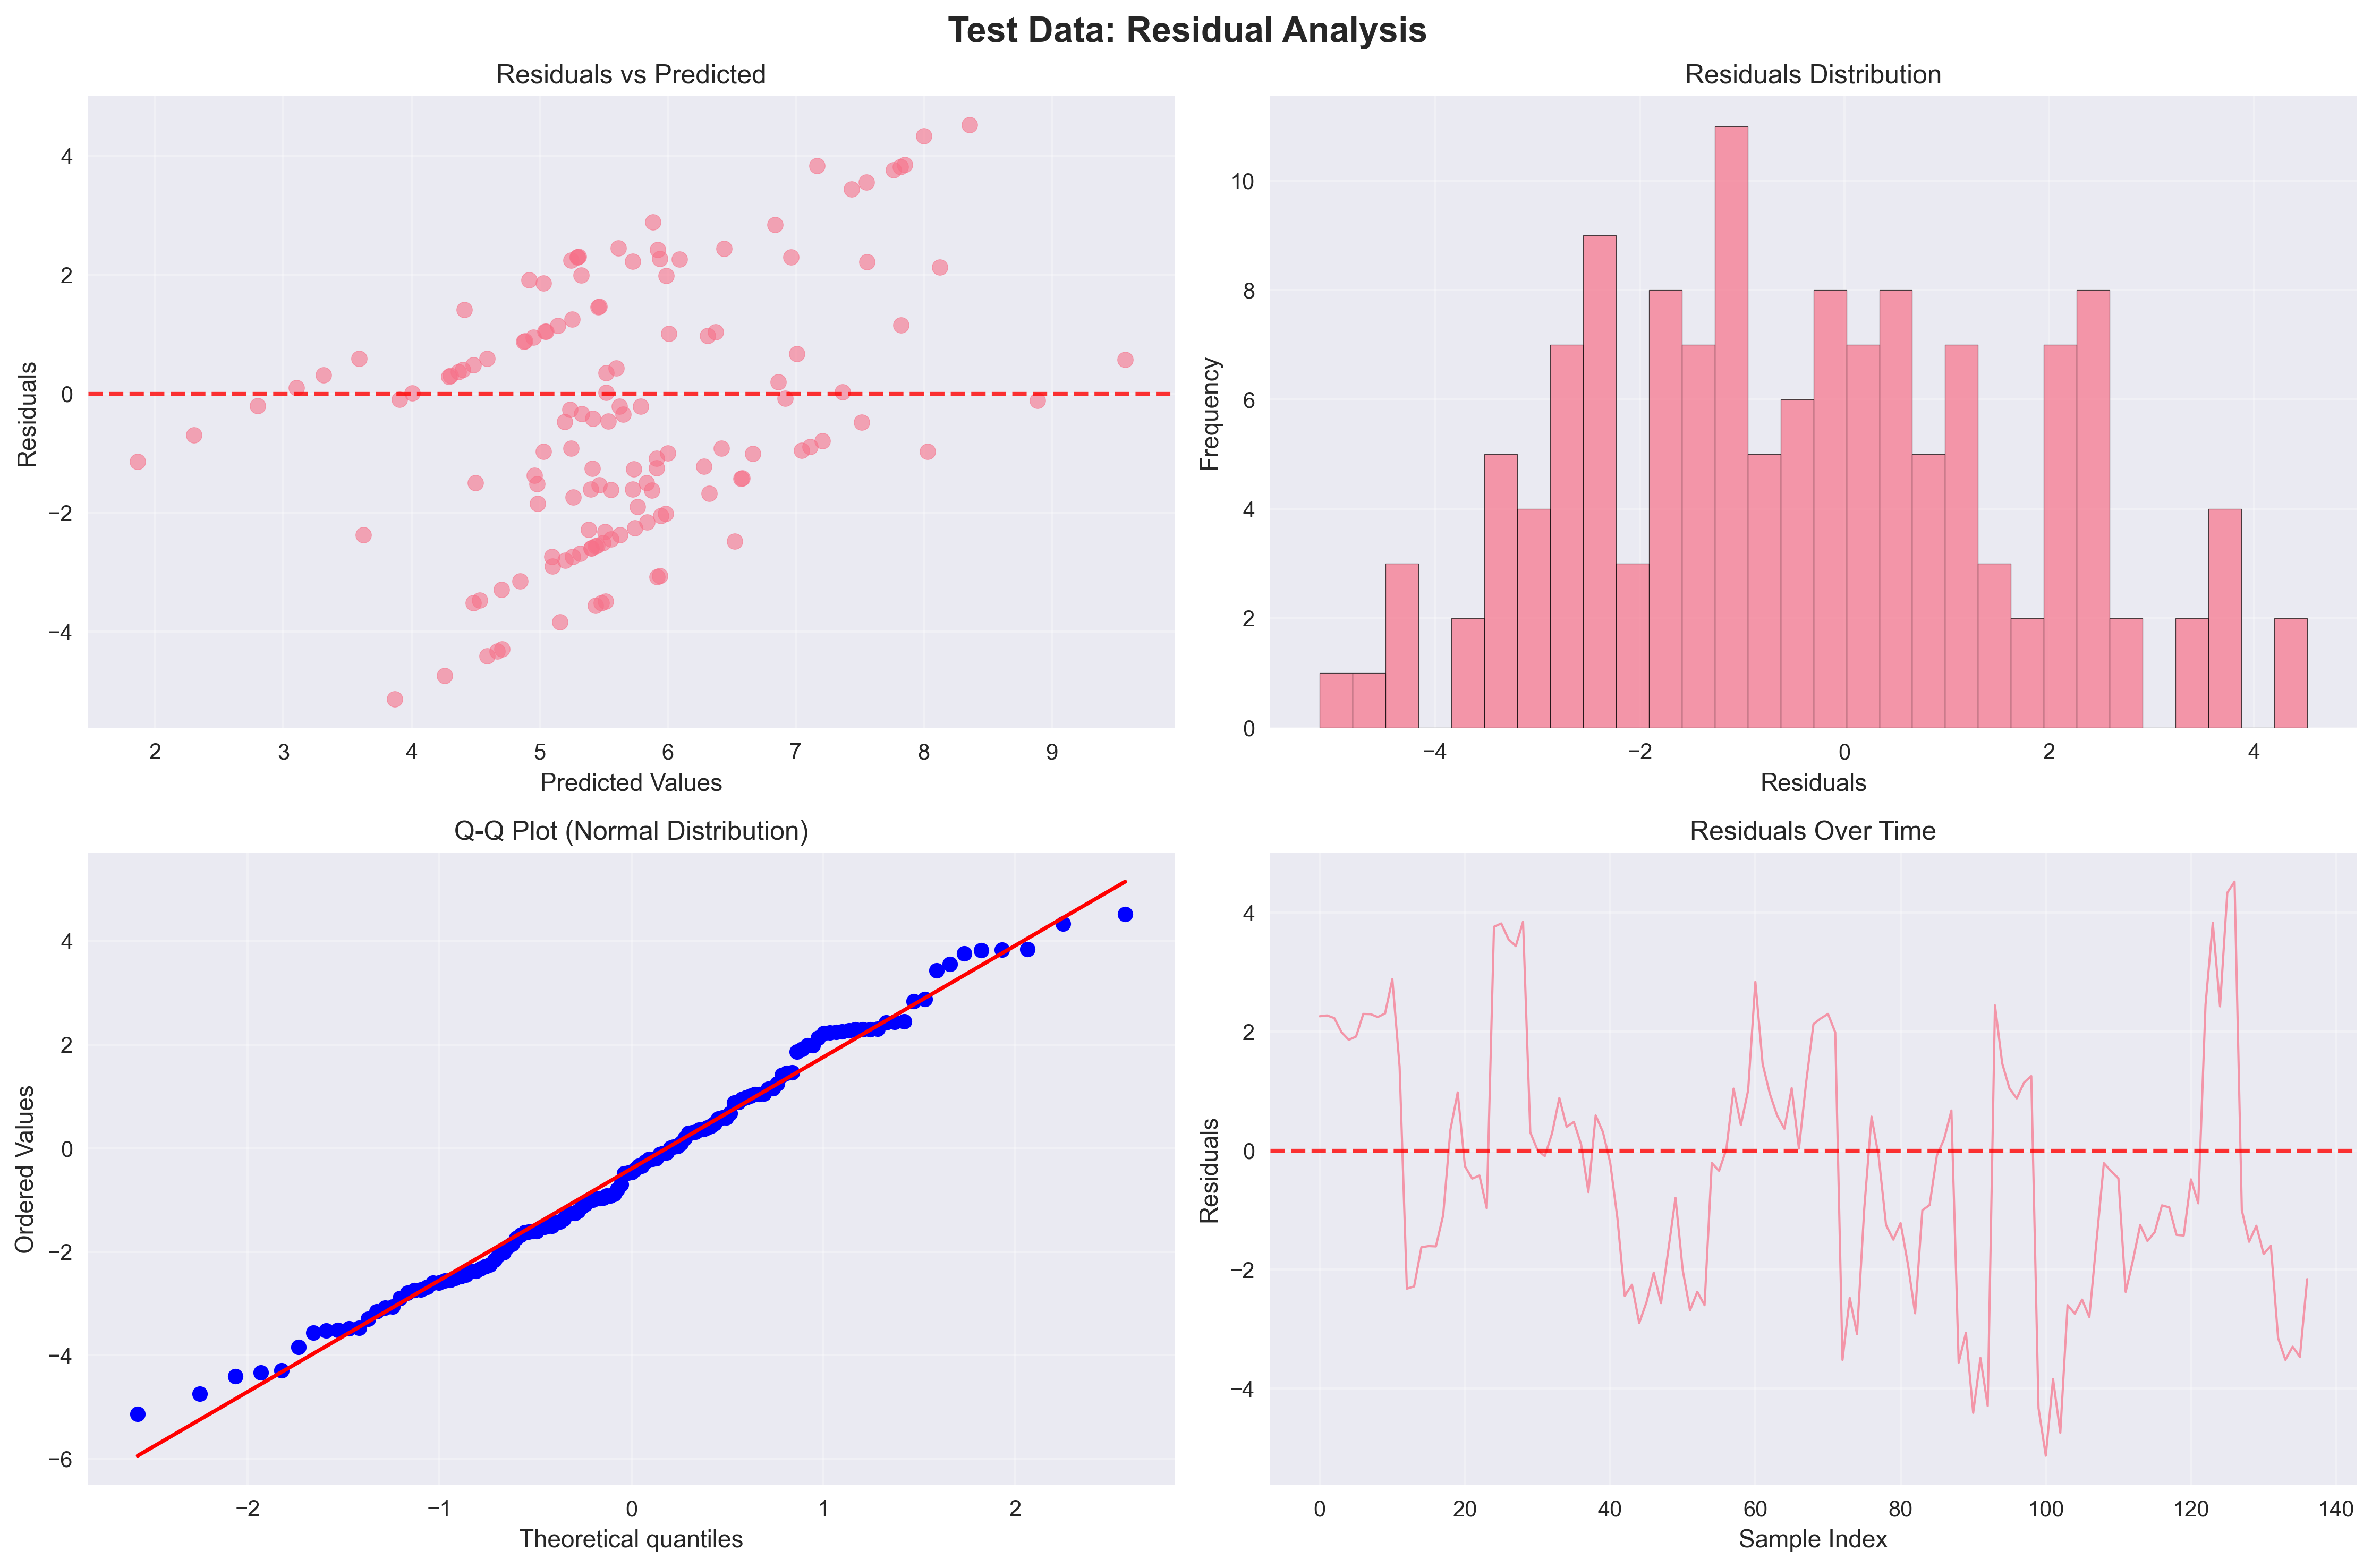 Test Data: Residual Analysis
Residuals vs Predicted
Residuals
4
2
0
−2
−4
2 3 4 5 6 7 8 9
Predicted Values
Residuals Distribution
Frequency
10
8
6
4
2
0
−4 −2 0 2 4
Residuals
Q-Q Plot (Normal Distribution)
Ordered Values
4
2
0
−2
−4
−6
−2 −1 0 1 2
Theoretical quantiles
Residuals Over Time
Residuals
4
2
0
−2
−4
0 20 40 60 80 100 120 140
Sample Index